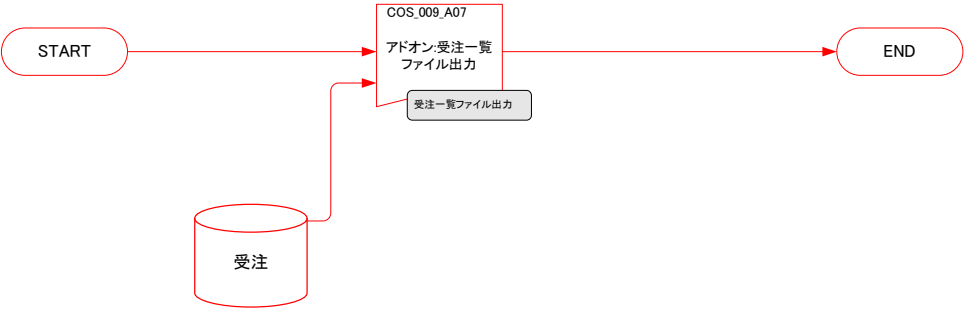 COS_009_A07
START
アドオン:受注一覧
ファイル出力
END
受注一覧ファイル出力
受注